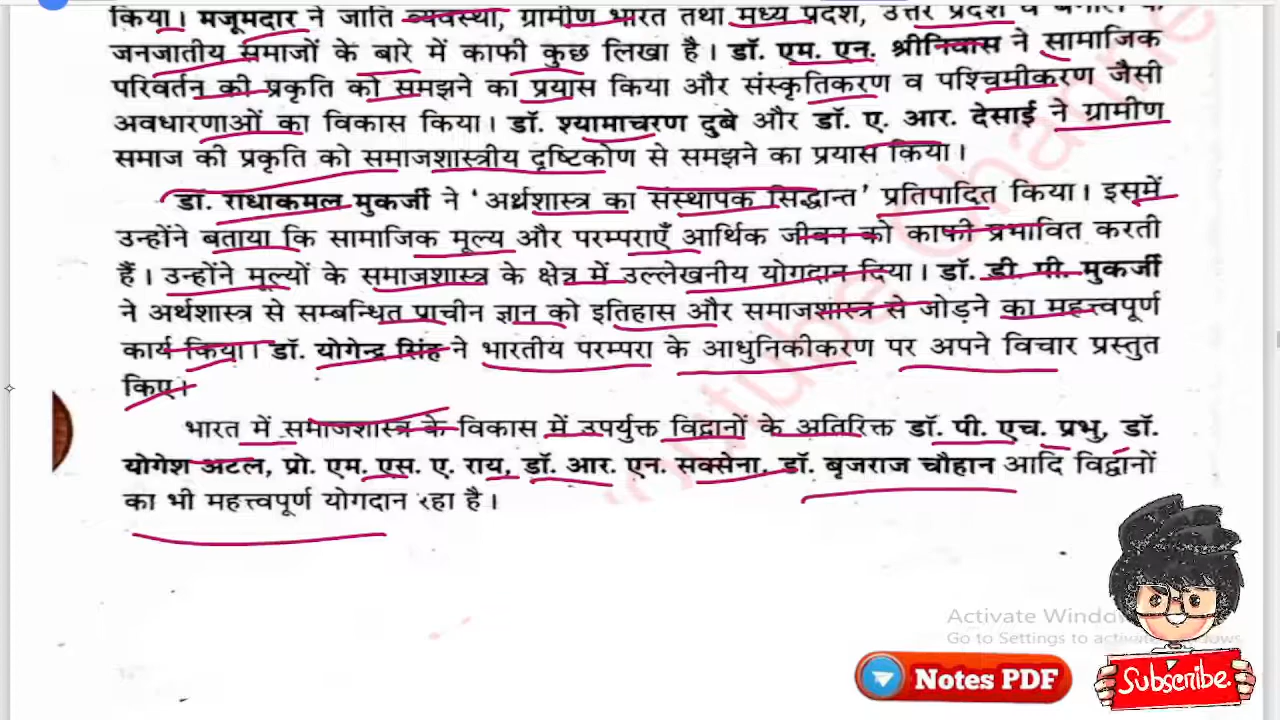 किया। मजूमदार ने जाति व्यवस्था, ग्रामीण भारत तथा मध्य प्रदेश, उत्तर प्रदेश व
जनजातीय समाजों के बारे में काफी कुछ लिखा है। डॉ. एम. एन. श्रीनिवास ने सामाजिक
परिवर्तन की प्रकृति को समझने का प्रयास किया और संस्कृतिकरण व पश्चिमीकरण जैसी
अवधारणाओं का विकास किया। डॉ. श्यामाचरण दुबे और डॉ. ए. आर. देसाई ने ग्रामीण
समाज की प्रकृति को समाजशास्त्रीय दृष्टिकोण से समझने का प्रयास किया।
डॉ. राधाकमल मुकर्जी ने 'अर्थशास्त्र का संस्थापक सिद्धान्त' प्रतिपादित किया। इसमें
उन्होंने बताया कि सामाजिक मूल्य और परम्पराएँ आर्थिक जीवन को काफी प्रभावित करती
हैं। उन्होंने मूल्यों के समाजशास्त्र के क्षेत्र में उल्लेखनीय योगदान दिया। डॉ. डी. पी. मुकर्जी
ने अर्थशास्त्र से सम्बन्धित प्राचीन ज्ञान को इतिहास और समाजशास्त्र से जोड़ने का महत्त्वपूर्ण
कार्य किया। डॉ. योगेन्द्र सिंह ने भारतीय परम्परा के आधुनिकीकरण पर अपने विचार प्रस्तुत
किए।
भारत में समाजशास्त्र के विकास में उपर्युक्त विद्वानों के अतिरिक्त डॉ. पी. एच. प्रभु, डॉ.
योगेश अटल, प्रो. एम. एस. ए. राय, डॉ. आर. एन. सक्सेना, डॉ. बृजराज चौहान आदि विद्वानों
का भी महत्त्वपूर्ण योगदान रहा है।
Activate Windows
Go to Settings to activate Windows
Notes PDF
Subscribe